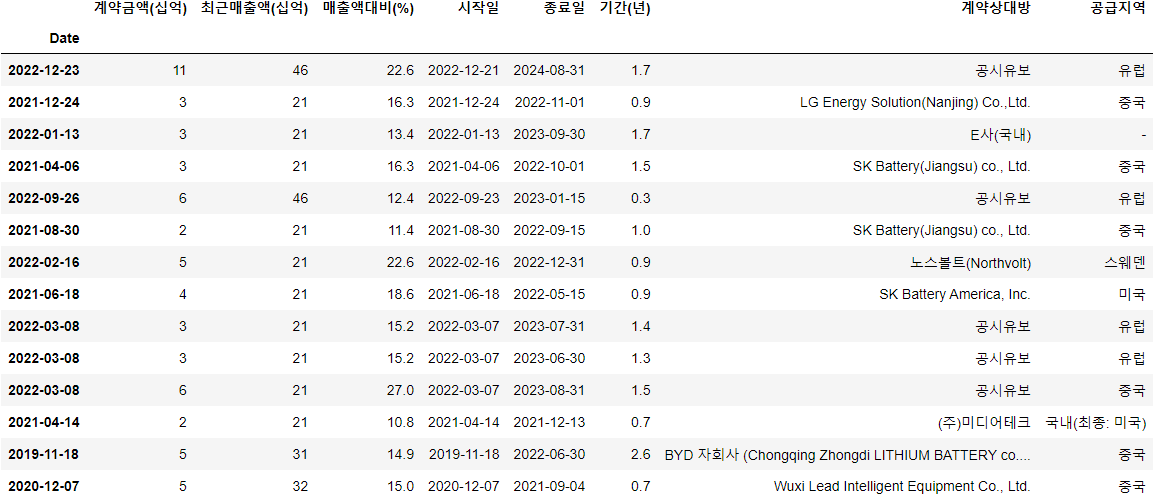 계약금액(십억) 최근매출액(십억) 매출액대비(%) 시작일 종료일 기간(년) 계약상대방 공급지역
Date
2022-12-23 11 46 22.6 2022-12-21 2024-08-31 1.7 공시유보 유럽
2021-12-24 3 21 16.3 2021-12-24 2022-11-01 0.9 LG Energy Solution(Nanjing) Co.,Ltd. 중국
2022-01-13 3 21 13.4 2022-01-13 2023-09-30 1.7 E사(국내) -
2021-04-06 3 21 16.3 2021-04-06 2022-10-01 1.5 SK Battery(Jiangsu) co., Ltd. 중국
2022-09-26 6 46 12.4 2022-09-23 2023-01-15 0.3 공시유보 유럽
2021-08-30 2 21 11.4 2021-08-30 2022-09-15 1.0 SK Battery(Jiangsu) co., Ltd. 중국
2022-02-16 5 21 22.6 2022-02-16 2022-12-31 0.9 노스볼트(Northvolt) 스웨덴
2021-06-18 4 21 18.6 2021-06-18 2022-05-15 0.9 SK Battery America, Inc. 미국
2022-03-08 3 21 15.2 2022-03-07 2023-07-31 1.4 공시유보 유럽
2022-03-08 3 21 15.2 2022-03-07 2023-06-30 1.3 공시유보 유럽
2022-03-08 6 21 27.0 2022-03-07 2023-08-31 1.5 공시유보 중국
2021-04-14 2 21 10.8 2021-04-14 2021-12-13 0.7 (주)미디어테크 국내(최종: 미국)
2019-11-18 5 31 14.9 2019-11-18 2022-06-30 2.6 BYD 자회사 (Chongqing Zhongdi LITHIUM BATTERY co.... 중국
2020-12-07 5 32 15.0 2020-12-07 2021-09-04 0.7 Wuxi Lead Intelligent Equipment Co., Ltd. 중국